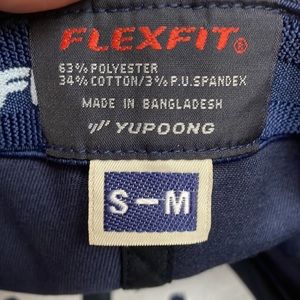 FLEXFIT®
63% POLYESTER
34% COTTON/3% P.U.SPANDEX
MADE IN BANGLADESH
YUPOONG
S-M